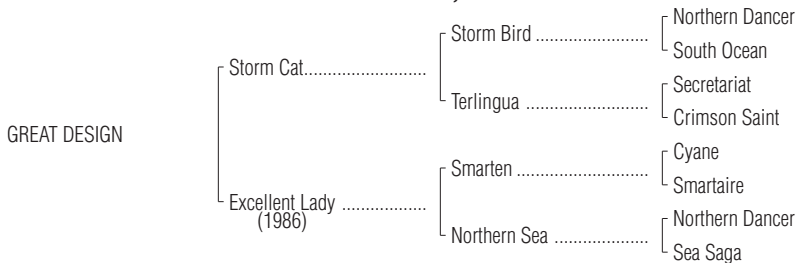 Northern Dancer
Storm Bird ........................
South Ocean
Storm Cat..........................
Secretariat
Terlingua ..........................
Crimson Saint
GREAT DESIGN
Cyane
Smarten ............................
Smartaire
Excellent Lady ..................
(1986)
Northern Dancer
Northern Sea ....................
Sea Saga